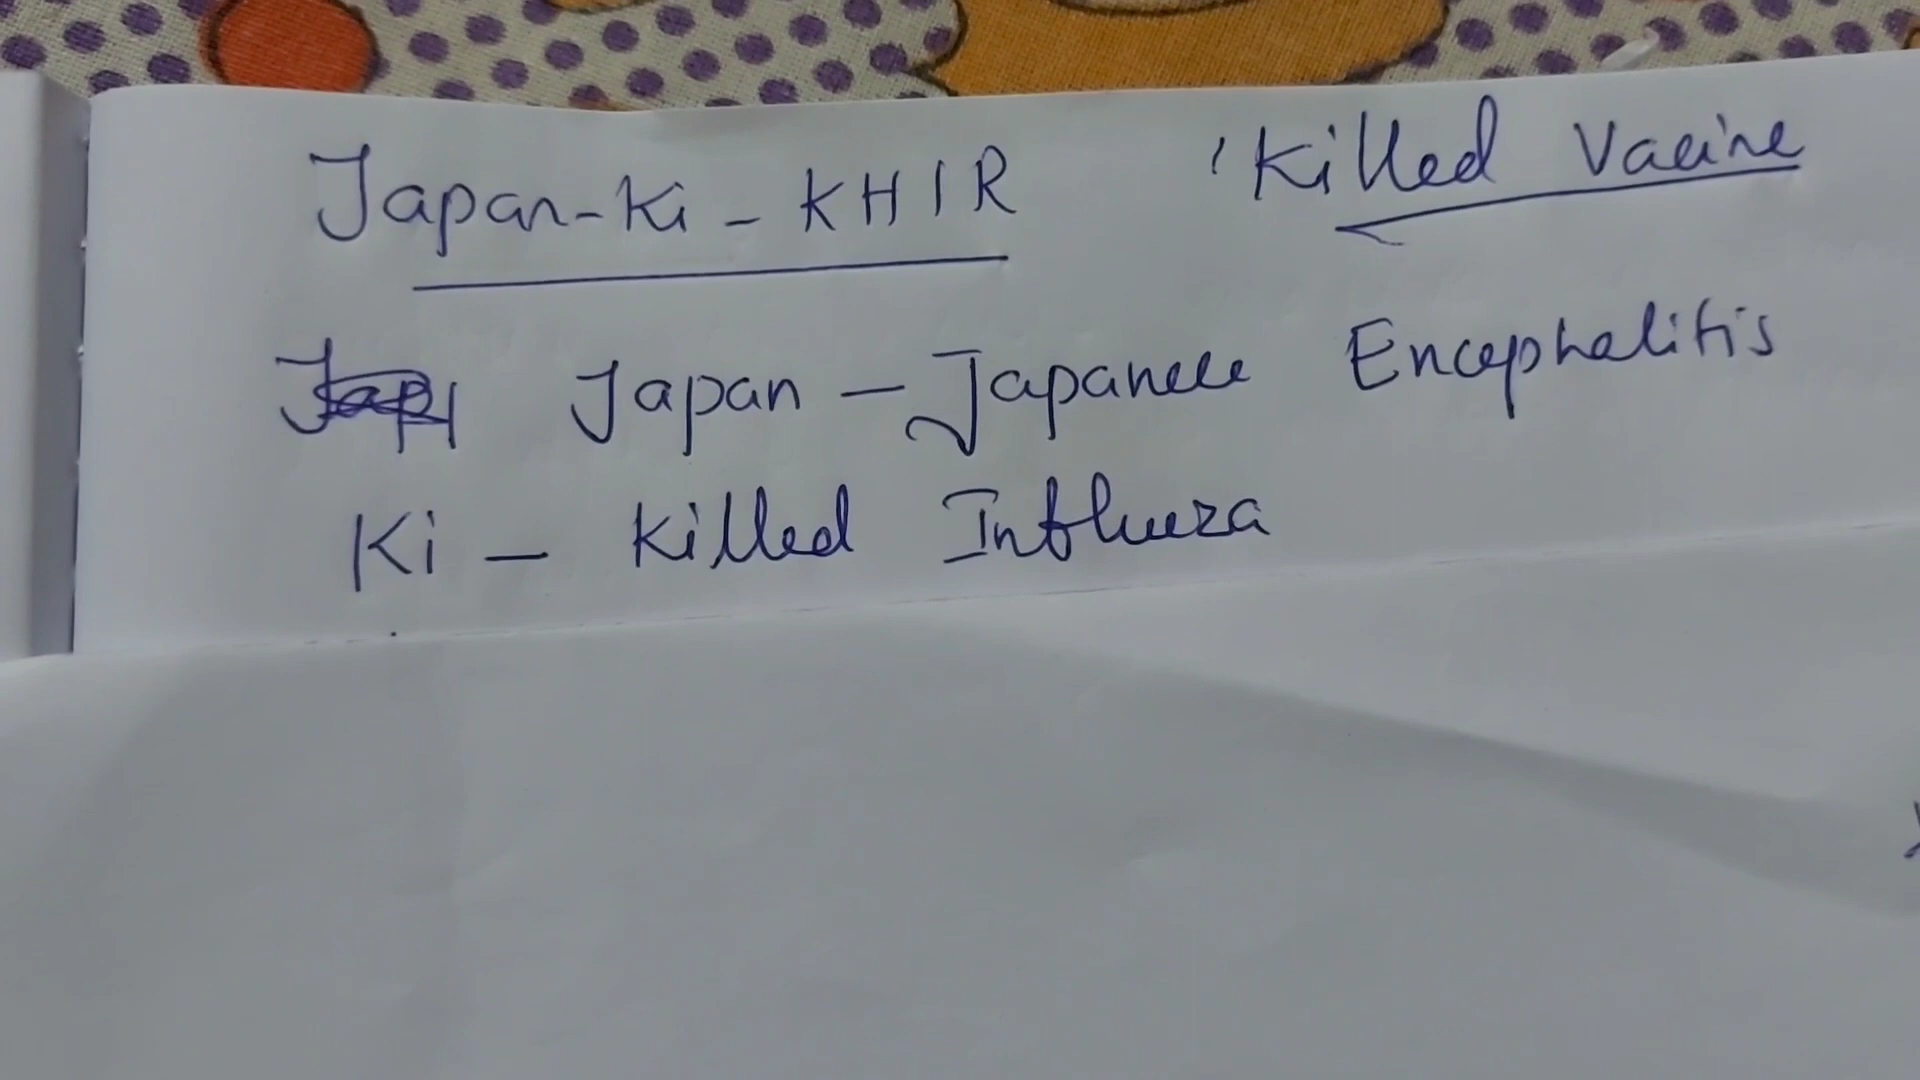 Japan-Ki - KHIR 'Killed Vaccine
Japan - Japanese Encephalitis
Ki - Killed Influenza